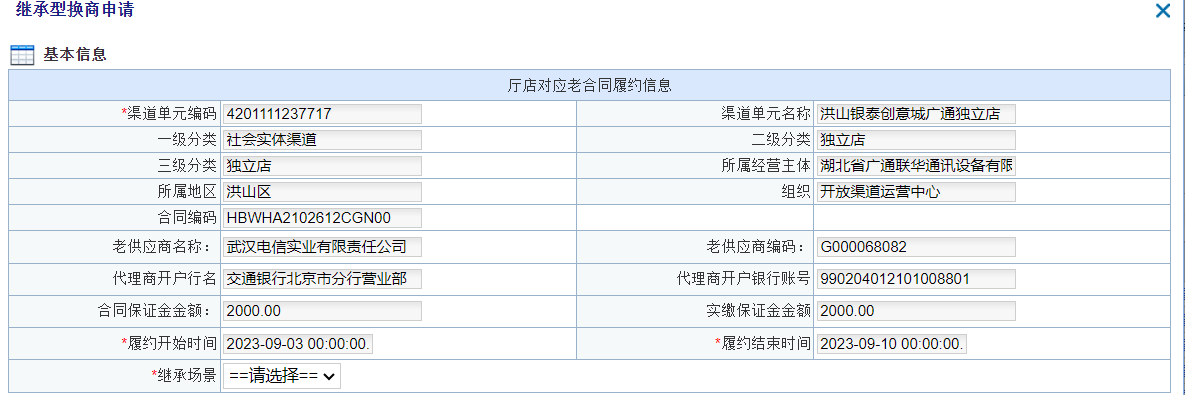 继承型换商申请
基本信息
厅店对应老合同履约信息
*渠道单元编码 4201111237717 渠道单元名称 洪山银泰创意城广通独立店
一级分类 社会实体渠道 二级分类 独立店
三级分类 独立店 所属经营主体 湖北省广通联华通讯设备有限
所属地区 洪山区 组织 开放渠道运营中心
合同编码 HBWHA2102612CGN00
老供应商名称： 武汉电信实业有限责任公司 老供应商编码： G000068082
代理商开户行名 交通银行北京市分行营业部 代理商开户银行账号 990204012101008801
合同保证金金额： 2000.00 实缴保证金金额 2000.00
*履约开始时间 2023-09-03 00:00:00. *履约结束时间 2023-09-10 00:00:00.
*继承场景 ==请选择==